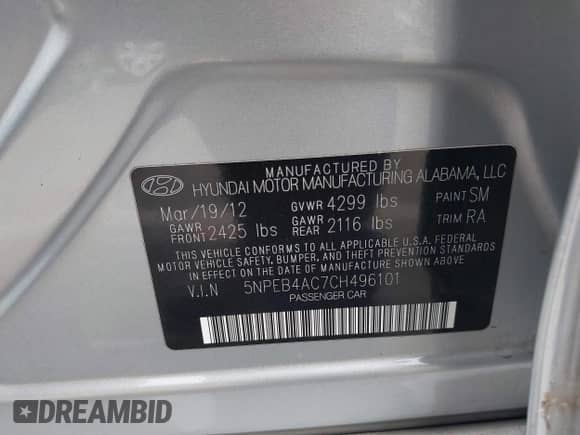 MANUFACTURED BY
HYUNDAI MOTOR MANUFACTURING ALABAMA, LLC
Mar/19/12 GVWR 4299 lbs PAINT SM
GAWR FRONT 2425 lbs GAWR REAR 2116 lbs TRIM RA
THIS VEHICLE CONFORMS TO ALL APPLICABLE U.S.A. FEDERAL
MOTOR VEHICLE SAFETY, BUMPER, AND THEFT PREVENTION STANDARDS
IN EFFECT ON THE DATE OF MANUFACTURE SHOWN ABOVE.
V.I.N 5NPEB4AC7CH496101
PASSENGER CAR
DREAMBID